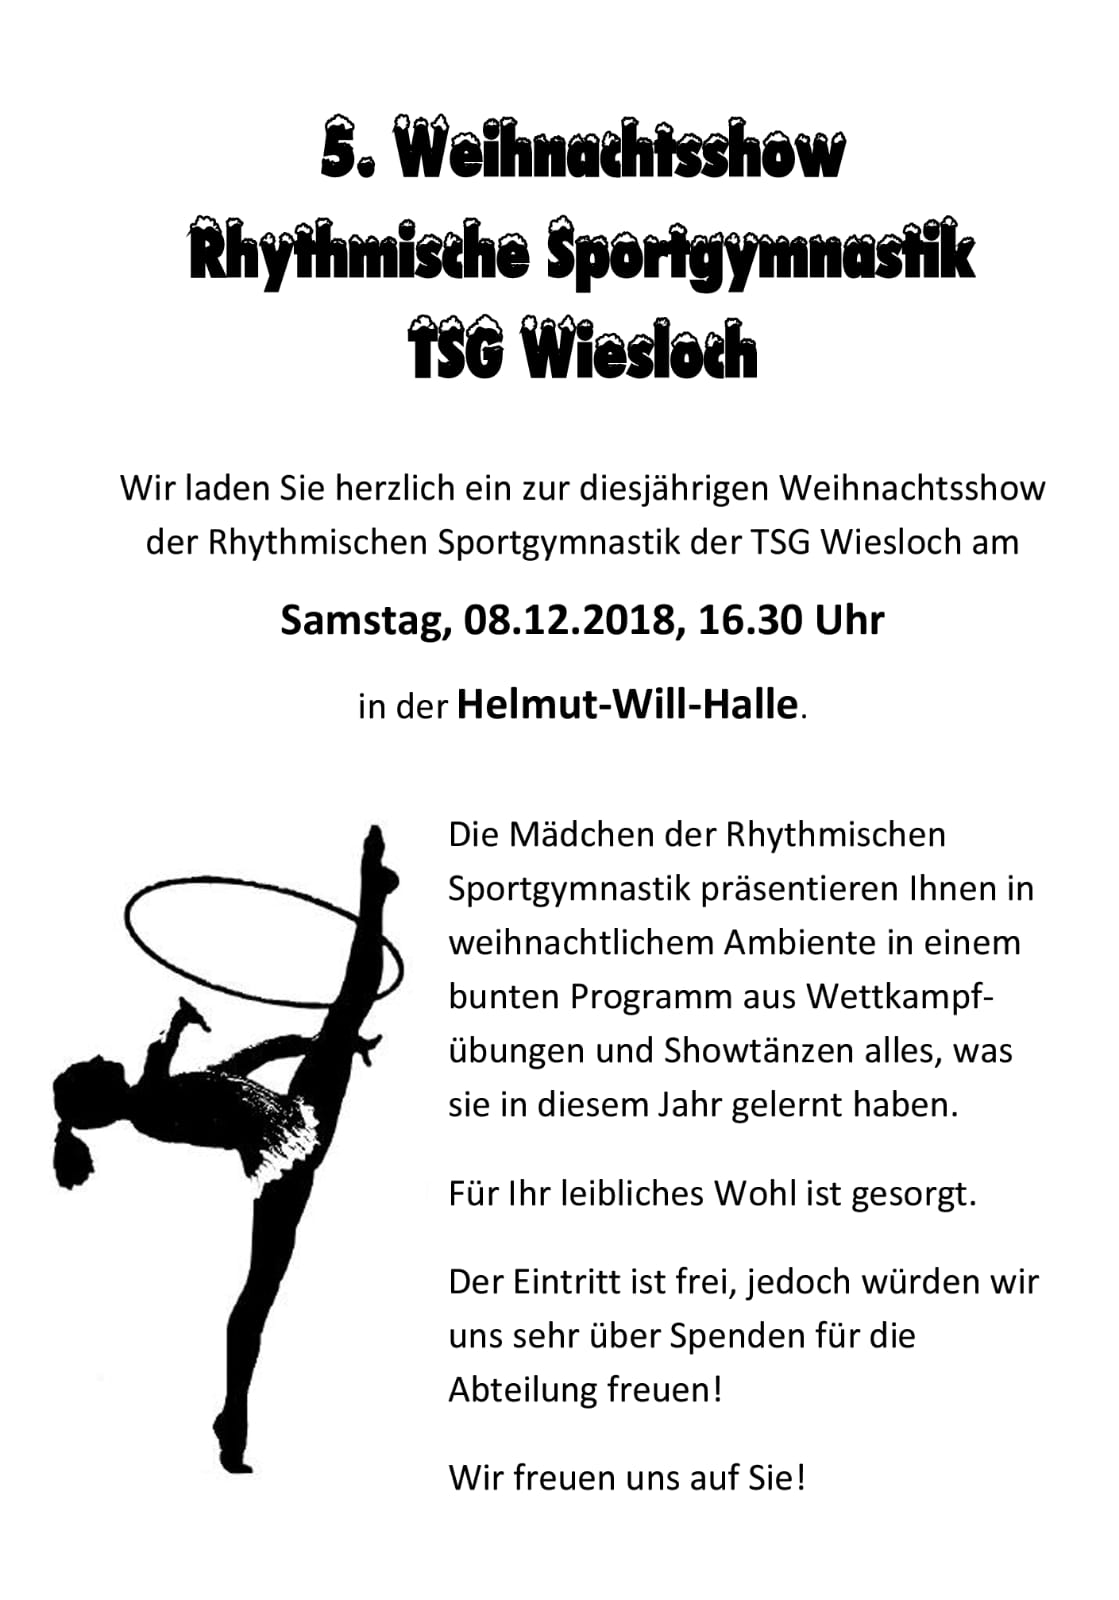 5. Weihnachtsshow
Rhythmische Sportgymnastik
TSG Wiesloch
Wir laden Sie herzlich ein zur diesjährigen Weihnachtsshow
der Rhythmischen Sportgymnastik der TSG Wiesloch am
Samstag, 08.12.2018, 16.30 Uhr
in der Helmut-Will-Halle.
Die Mädchen der Rhythmischen
Sportgymnastik präsentieren Ihnen in
weihnachtlichem Ambiente in einem
bunten Programm aus Wettkampf-
übungen und Showtänzen alles, was
sie in diesem Jahr gelernt haben.
Für Ihr leibliches Wohl ist gesorgt.
Der Eintritt ist frei, jedoch würden wir
uns sehr über Spenden für die
Abteilung freuen!
Wir freuen uns auf Sie!